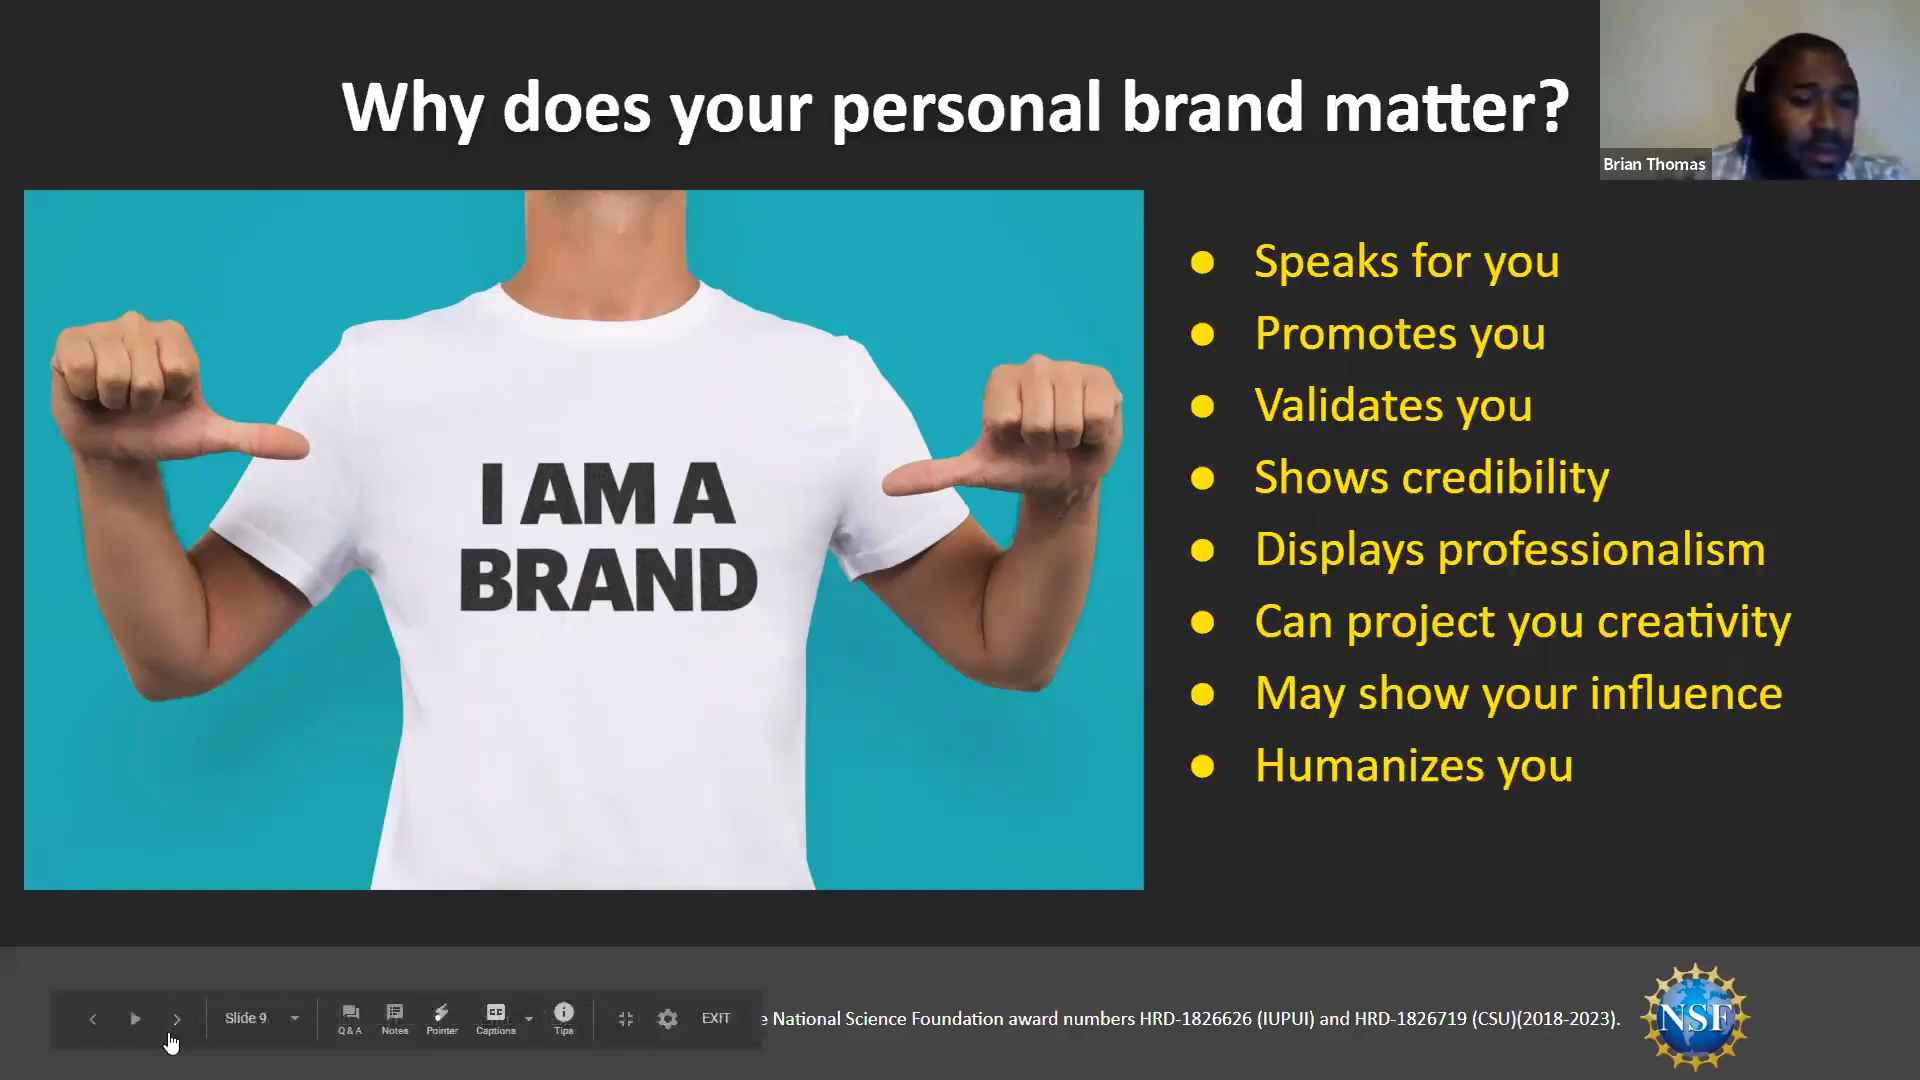 Why does your personal brand matter?
Brian Thomas
I AM A
BRAND
● Speaks for you
● Promotes you
● Validates you
● Shows credibility
● Displays professionalism
● Can project you creativity
● May show your influence
● Humanizes you
Slide 9
Q & A
Notes
Pointer
CC
Captions
Tips
EXIT
e National Science Foundation award numbers HRD-1826626 (IUPUI) and HRD-1826719 (CSU)(2018-2023).
NSF